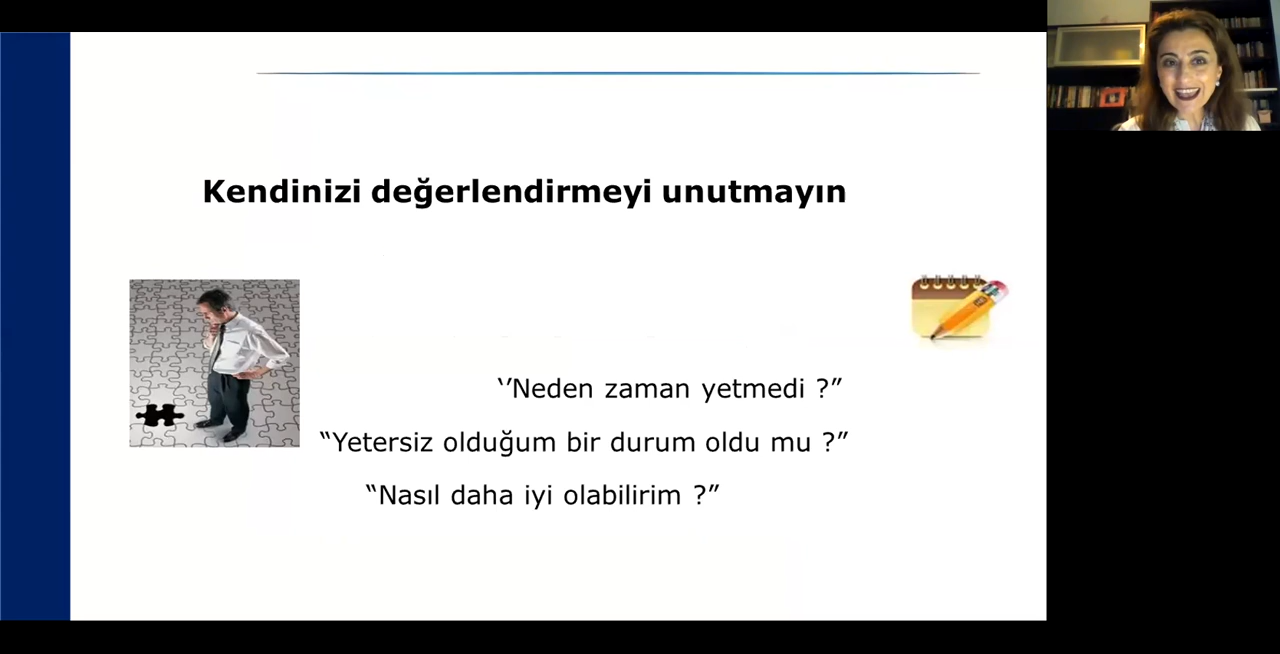 Kendinizi değerlendirmeyi unutmayın
‘’Neden zaman yetmedi ?”
“Yetersiz olduğum bir durum oldu mu ?”
“Nasıl daha iyi olabilirim ?”